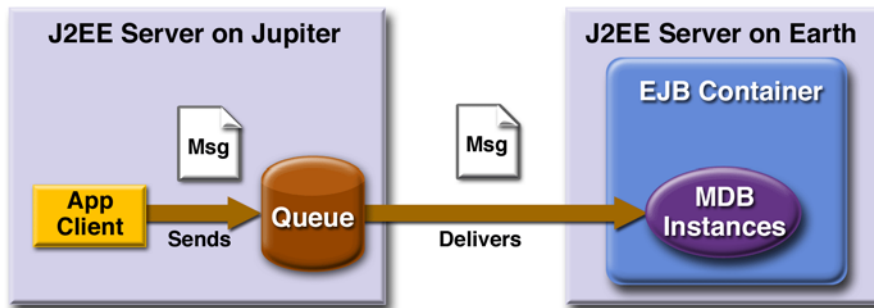 J2EE Server on Jupiter
J2EE Server on Earth
EJB Container
Msg
Msg
App
Client
Sends
Queue
Delivers
MDB
Instances